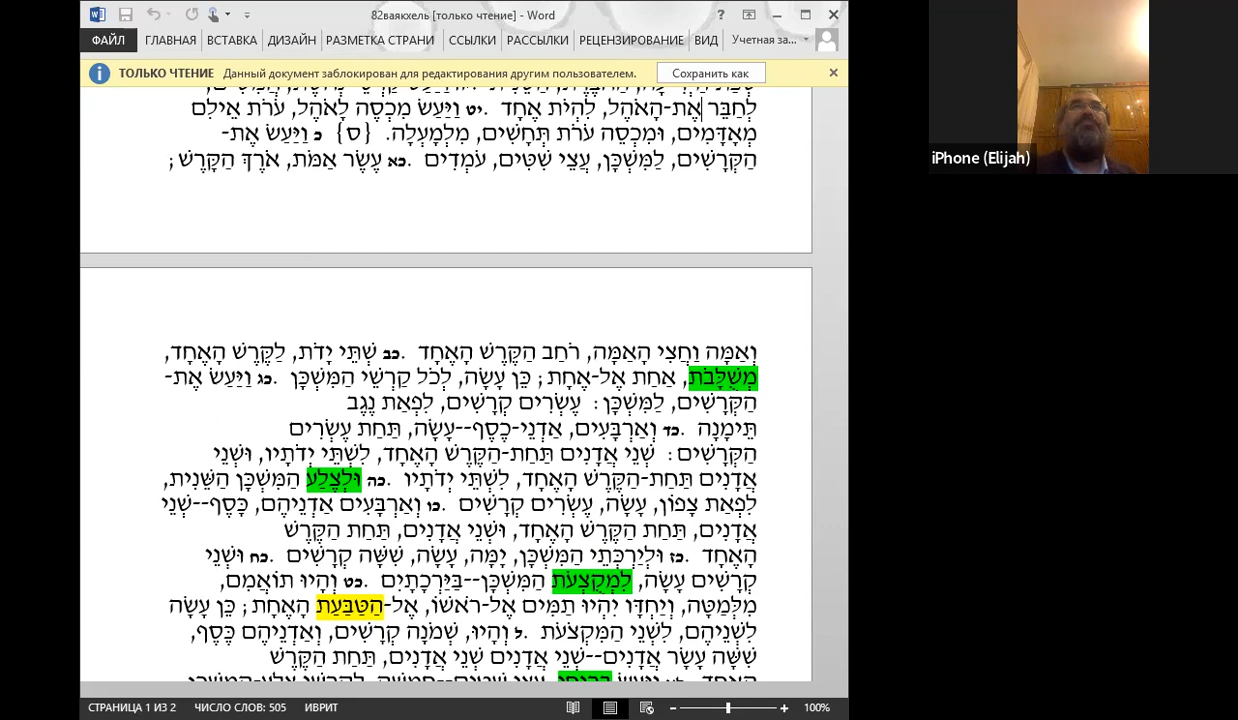 82ваякхель [только чтение] - Word
ФАЙЛ ГЛАВНАЯ ВСТАВКА ДИЗАЙН РАЗМЕТКА СТРАНИ ССЫЛКИ РАССЫЛКИ РЕЦЕНЗИРОВАНИЕ ВИД Учетная за...
ТОЛЬКО ЧТЕНИЕ Данный документ заблокирован для редактирования другим пользователем. Сохранить как
לְחַבֵּר אֶת-הָאֹהֶל, לִהְיֹת אֶחָד. יט וַיַּעַשׂ מִכְסֶה לָאֹהֶל, עֹרֹת אֵילִם
מְאָדָּמִים, וּמִכְסֵה עֹרֹת תְּחָשִׁים, מִלְמָעְלָה. {ס} כ וַיַּעַשׂ אֶת-
הַקְּרָשִׁים, לַמִּשְׁכָּן, עֲצֵי שִׁטִּים, עֹמְדִים. כא עֶשֶׂר אַמֹּת, אֹרֶךְ הַקָּרֶשׁ;
וְאַמָּה וַחֲצִי הָאַמָּה, רֹחַב הַקֶּרֶשׁ הָאֶחָד. כב שְׁתֵּי יָדֹת, לַקֶּרֶשׁ הָאֶחָד,
מְשֻׁלָּבֹת, אַחַת אֶל-אֶחָת; כֵּן עָשָׂה, לְכֹל קַרְשֵׁי הַמִּשְׁכָּן. כג וַיַּעַשׂ אֶת-
הַקְּרָשִׁים, לַמִּשְׁכָּן: עֶשְׂרִים קְרָשִׁים, לִפְאַת נֶגֶב
תֵּימָנָה. כד וְאַרְבָּעִים, אַדְנֵי-כֶסֶף--עָשָׂה, תַּחַת עֶשְׂרִים
הַקְּרָשִׁים: שְׁנֵי אֲדָנִים תַּחַת-הַקֶּרֶשׁ הָאֶחָד, לִשְׁתֵּי יְדֹתָיו, וּשְׁנֵי
אֲדָנִים תַּחַת-הַקֶּרֶשׁ הָאֶחָד, לִשְׁתֵּי יְדֹתָיו. כה וּלְצֶלַע הַמִּשְׁכָּן הַשֵּׁנִית,
לִפְאַת צָפוֹן, עָשָׂה, עֶשְׂרִים קְרָשִׁים. כו וְאַרְבָּעִים אַדְנֵיהֶם, כָּסֶף--שְׁנֵי
אֲדָנִים, תַּחַת הַקֶּרֶשׁ הָאֶחָד, וּשְׁנֵי אֲדָנִים, תַּחַת הַקֶּרֶשׁ
הָאֶחָד. כז וּלְיַרְכְּתֵי הַמִּשְׁכָּן, יָמָּה, עָשָׂה, שִׁשָּׁה קְרָשִׁים. כח וּשְׁנֵי
קְרָשִׁים עָשָׂה, לִמְקֻצְעֹת הַמִּשְׁכָּן--בַּיַּרְכָתָיִם. כט וְהָיוּ תוֹאֲמִם,
מִלְּמַטָּה, וְיַחְדָּו יִהְיוּ תַמִּים אֶל-רֹאשׁוֹ, אֶל-הַטַּבַּעַת הָאֶחָת; כֵּן עָשָׂה
לִשְׁנֵיהֶם, לִשְׁנֵי הַמִּקְצֹעֹת. ל וְהָיוּ, שְׁמֹנָה קְרָשִׁים, וְאַדְנֵיהֶם כֶּסֶף,
שִׁשָּׁה עָשָׂר אֲדָנִים--שְׁנֵי אֲדָנִים שְׁנֵי אֲדָנִים, תַּחַת הַקֶּרֶשׁ
СТРАНИЦА 1 ИЗ 2 ЧИСЛО СЛОВ: 505 ИВРИТ 100%
iPhone (Elijah)